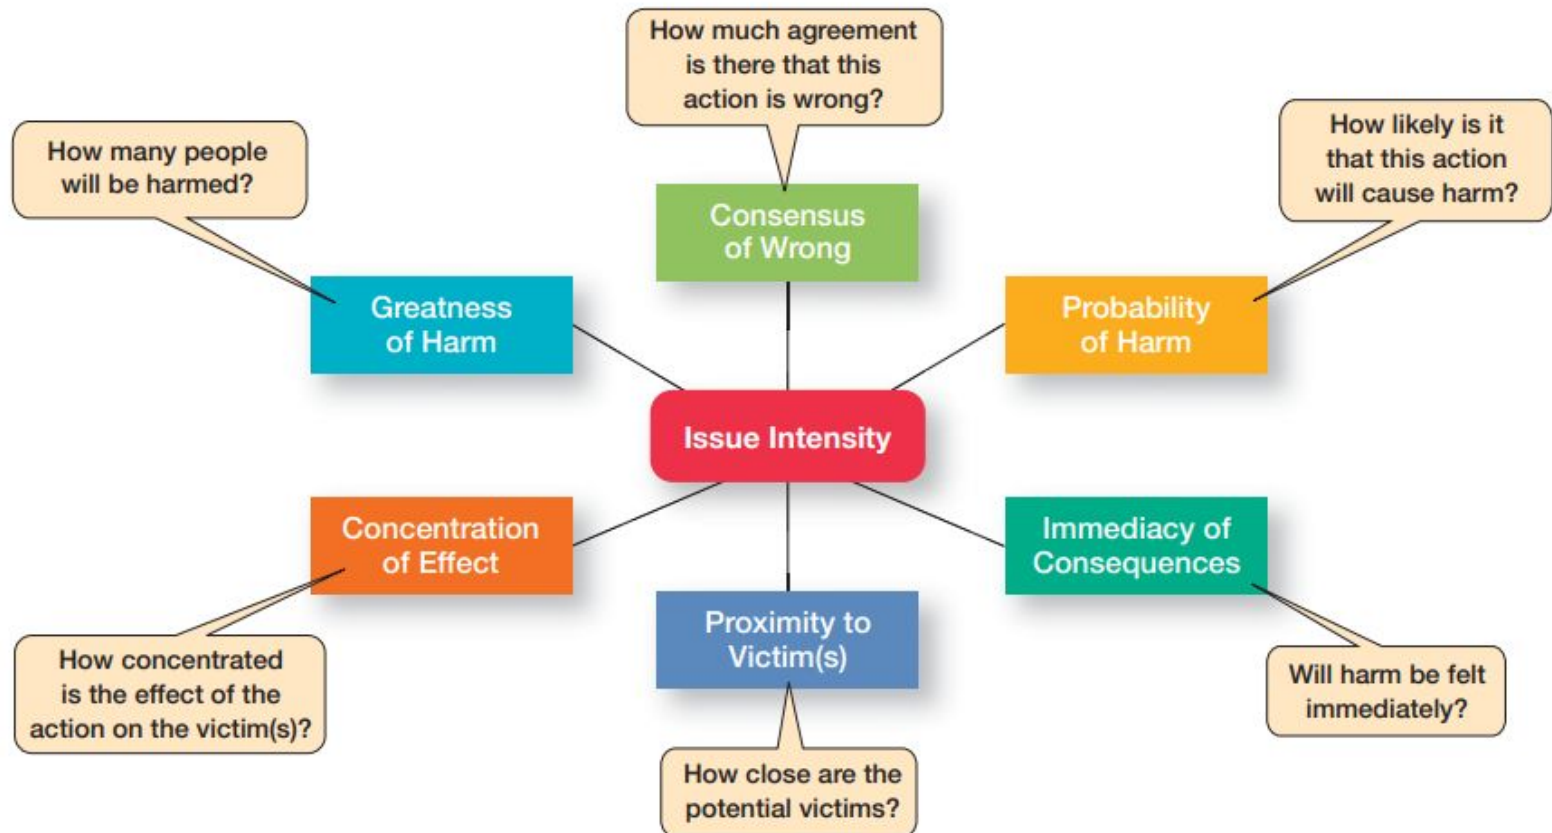 How much agreement
is there that this
action is wrong?
How many people
will be harmed?
How likely is it
that this action
will cause harm?
Consensus
of Wrong
Greatness
of Harm
Probability
of Harm
Issue Intensity
Concentration
of Effect
Immediacy of
Consequences
Proximity to
Victim(s)
How concentrated
is the effect of the
action on the victim(s)?
Will harm be felt
immediately?
How close are the
potential victims?